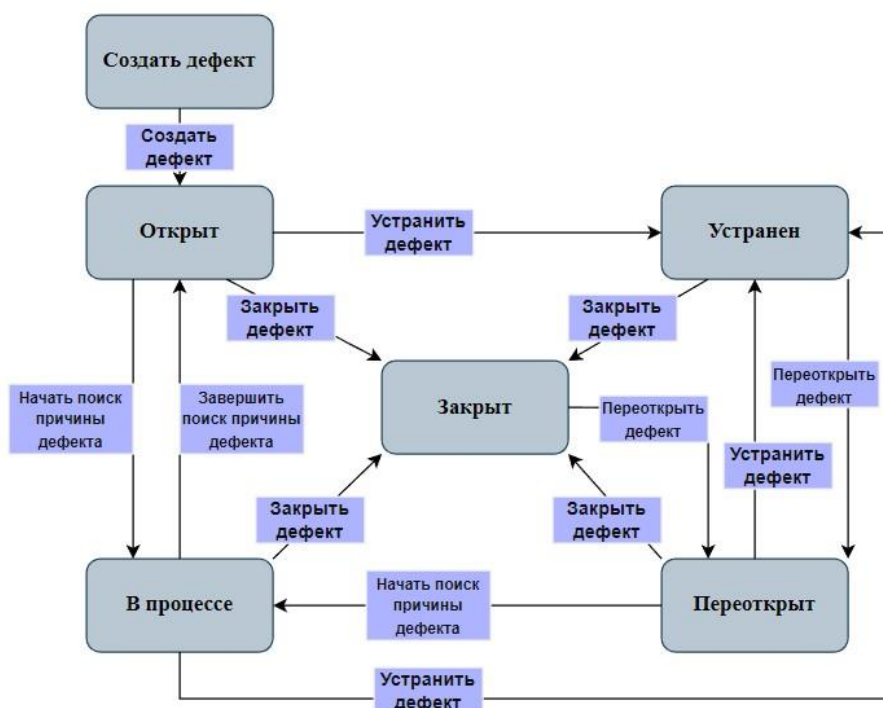 Создать дефект
Создать
дефект
Открыт
Устранить
дефект
Устранен
Закрыть
дефект
Закрыть
дефект
Начать поиск
причины
дефекта
Завершить
поиск причины
дефекта
Закрыт
Переоткрыть
дефект
Переоткрыть
дефект
Устранить
дефект
Закрыть
дефект
Закрыть
дефект
В процессе
Начать поиск
причины
дефекта
Переоткрыт
Устранить
дефект